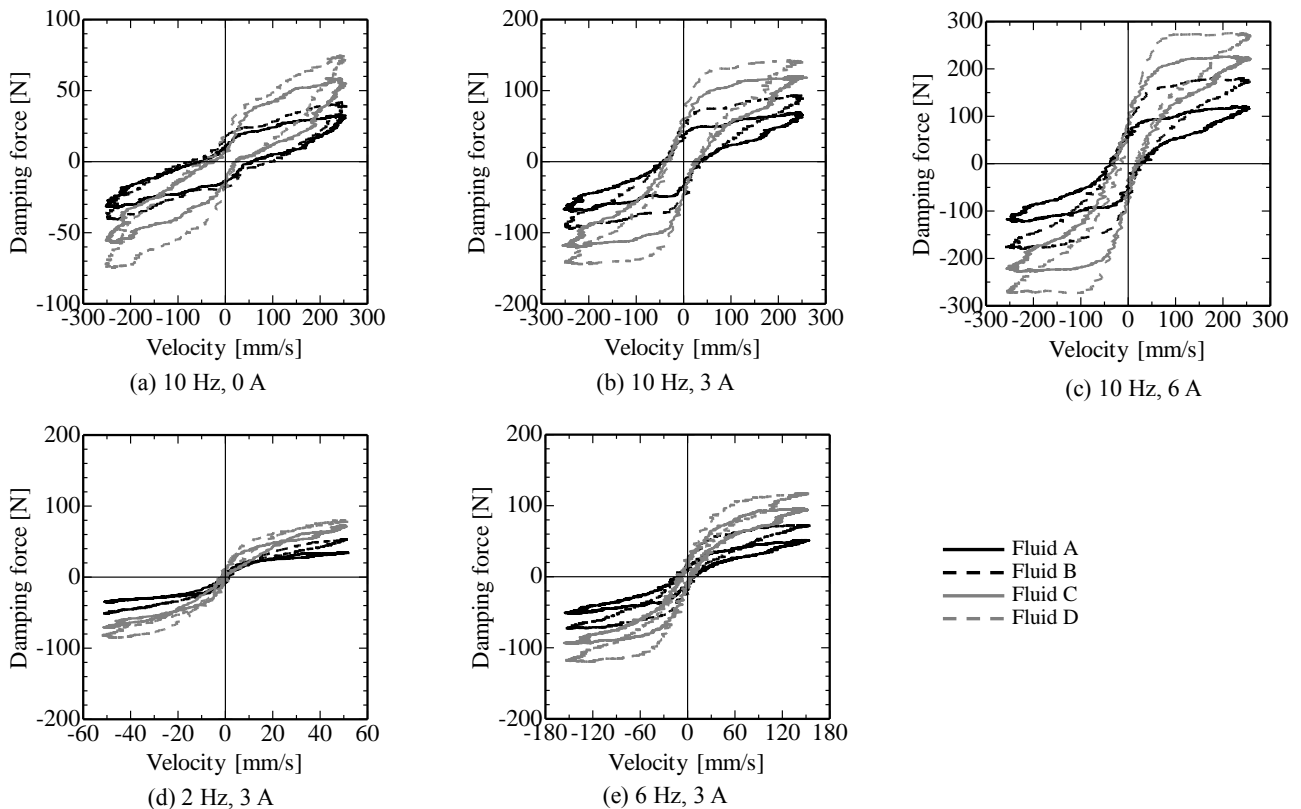 100
50
0
-50
-100
Damping force [N]
-300 -200 -100 0 100 200 300
Velocity [mm/s]
(a) 10 Hz, 0 A
200
100
0
-100
-200
Damping force [N]
-300 -200 -100 0 100 200 300
Velocity [mm/s]
(b) 10 Hz, 3 A
300
200
100
0
-100
-200
-300
Damping force [N]
-300 -200 -100 0 100 200 300
Velocity [mm/s]
(c) 10 Hz, 6 A
200
100
0
-100
-200
Damping force [N]
-60 -40 -20 0 20 40 60
Velocity [mm/s]
(d) 2 Hz, 3 A
200
100
0
-100
-200
Damping force [N]
-180 -120 -60 0 60 120 180
Velocity [mm/s]
(e) 6 Hz, 3 A
Fluid A
Fluid B
Fluid C
Fluid D